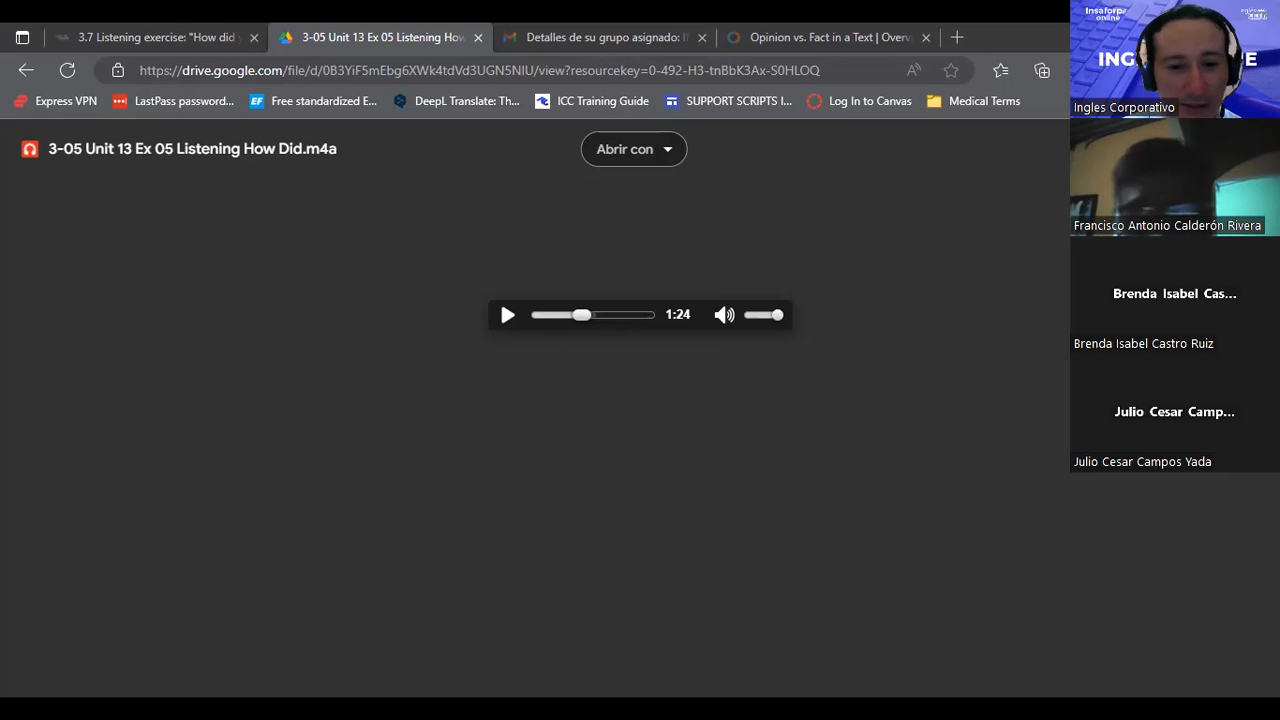 3.7 Listening exercise: "How did y
3-05 Unit 13 Ex 05 Listening How
Detalles de su grupo asignado: I
Opinion vs. Fact in a Text | Overv
https://drive.google.com/file/d/0B3YiF5mEbg6XWk4tdVd3UGN5NIU/view?resourcekey=0-492-H3-tnBbK3Ax-S0HLOQ
Express VPN
LastPass password...
Free standardized E...
DeepL Translate: Th...
ICC Training Guide
SUPPORT SCRIPTS I...
Log In to Canvas
Medical Terms
3-05 Unit 13 Ex 05 Listening How Did.m4a
Abrir con
1:24
Insaforp
online
ING
E
Ingles Corporativo
Francisco Antonio Calderón Rivera
Brenda Isabel Cas...
Brenda Isabel Castro Ruiz
Julio Cesar Camp...
Julio Cesar Campos Yada